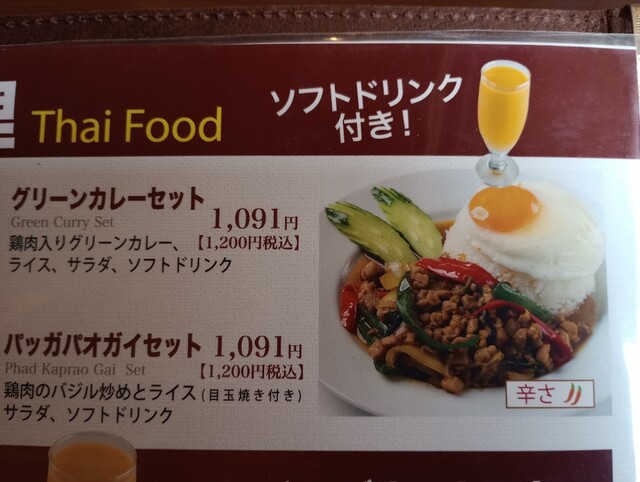 Thai Food
ソフトドリンク
付き！
グリーンカレーセット
Green Curry Set
1,091円
鶏肉入りグリーンカレー、【1,200円税込】
ライス、サラダ、ソフトドリンク
パッガパオガイセット 1,091円
Phad Kaprao Gai Set 【1,200円税込】
鶏肉のバジル炒めとライス(目玉焼き付き)
サラダ、ソフトドリンク
辛さ